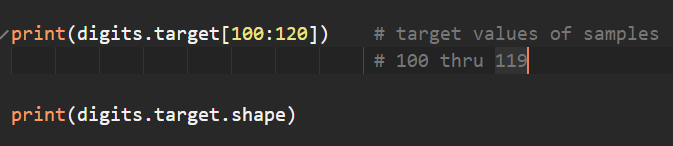 print(digits.target[100:120])    # target values of samples
# 100 thru 119
print(digits.target.shape)